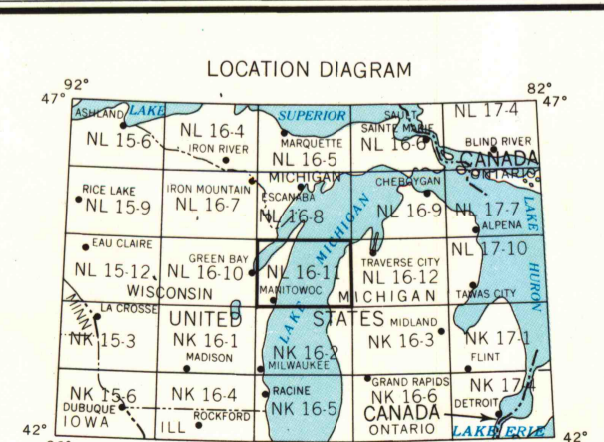 LOCATION DIAGRAM
92°
82°
47°
47°
ASHLAND
LAKE
SUPERIOR
SAULT
SAINTE MARIE
NL 17-4
NL 15-6
NL 16-4
IRON RIVER
MARQUETTE
NL 16-5
NL 16-6
BLIND RIVER
CANADA
ONTARIO
RICE LAKE
NL 15-9
IRON MOUNTAIN
NL 16-7
MICHIGAN
ESCANABA
NL 16-8
CHEBOYGAN
NL 16-9
NL 17-7
ALPENA
LAKE
HURON
EAU CLAIRE
NL 15-12
GREEN BAY
NL 16-10
NL 16-11
MANITOWOC
LAKE MICHIGAN
TRAVERSE CITY
NL 16-12
NL 17-10
TAWAS CITY
WISCONSIN
MICHIGAN
MINN
LA CROSSE
NK 15-3
UNITED STATES
NK 16-1
MADISON
NK 16-2
MILWAUKEE
MIDLAND
NK 16-3
NK 17-1
FLINT
NK 15-6
DUBUQUE
IOWA
NK 16-4
ROCKFORD
ILL
RACINE
NK 16-5
GRAND RAPIDS
NK 16-6
CANADA
ONTARIO
NK 17-4
DETROIT
LAKE ERIE
42°
42°